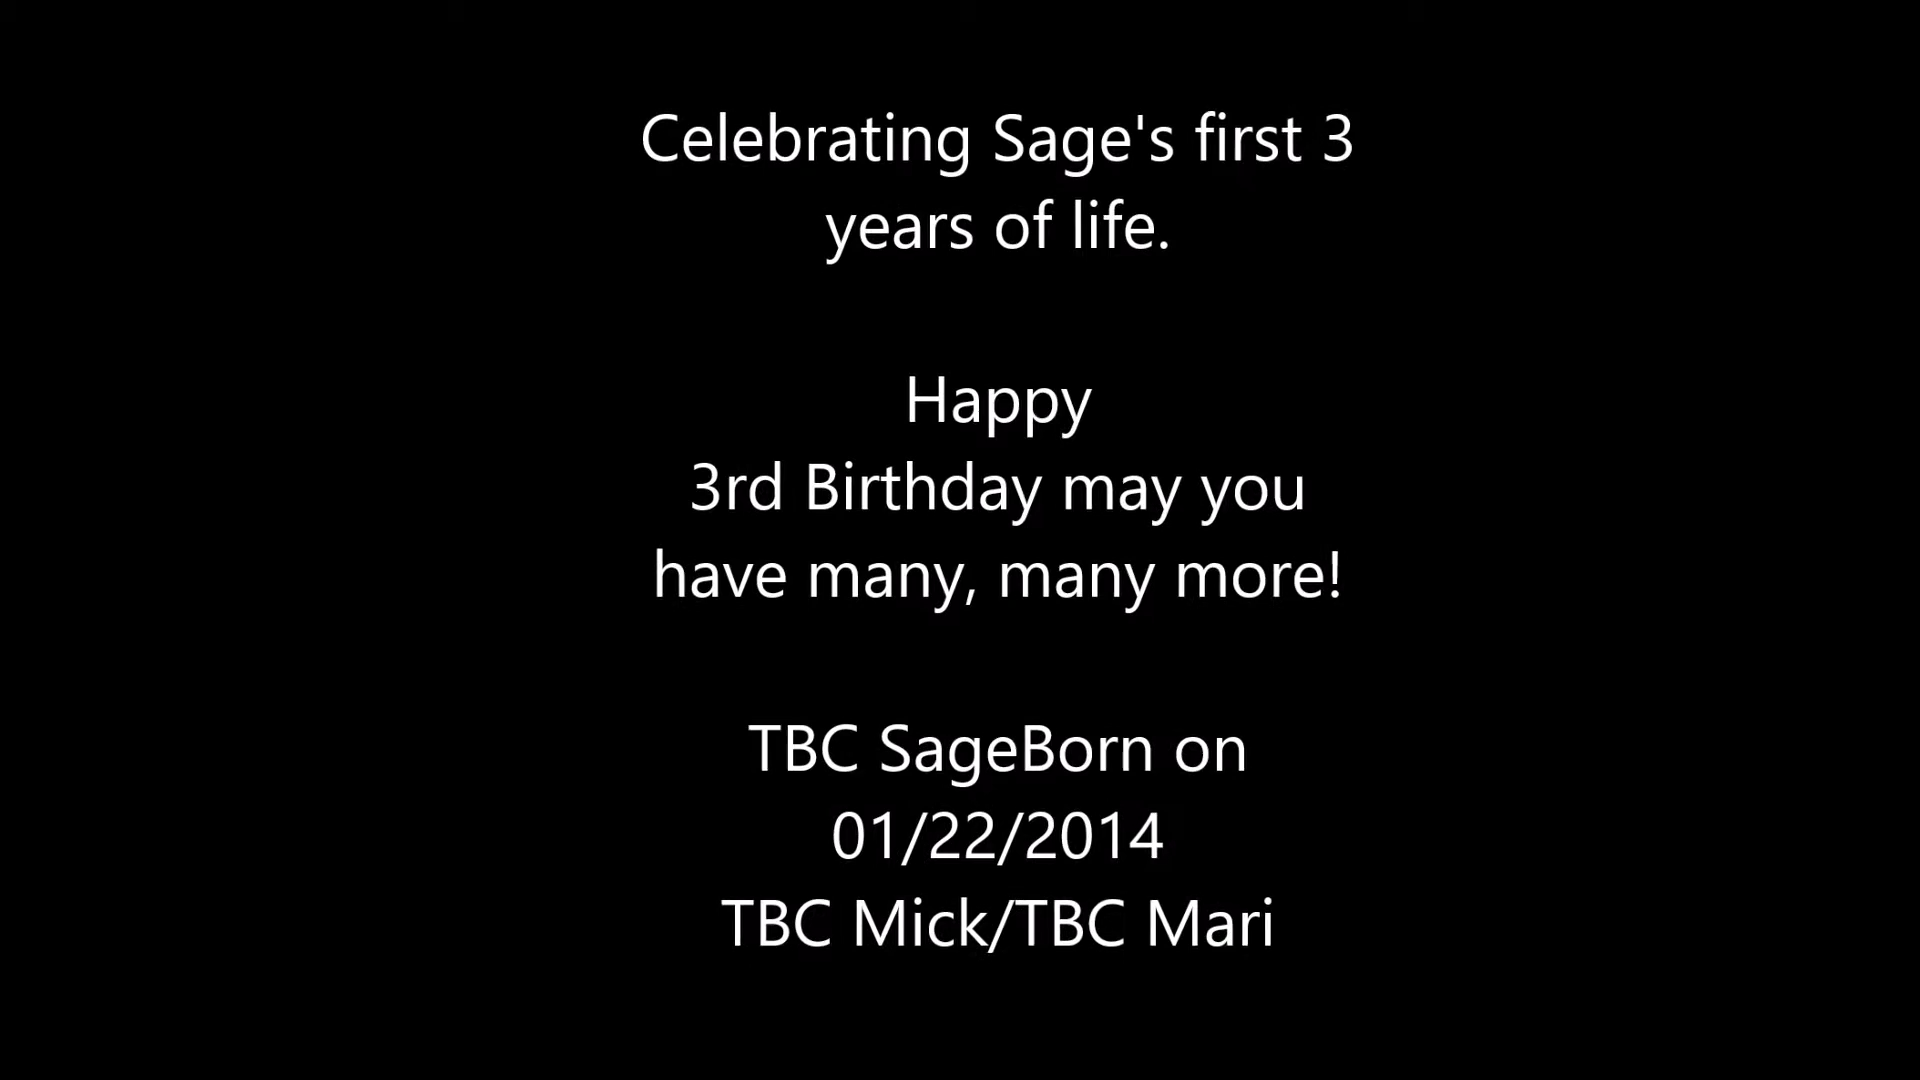 Celebrating Sage's first 3
years of life.
Happy
3rd Birthday may you
have many, many more!
TBC SageBorn on
01/22/2014
TBC Mick/TBC Mari